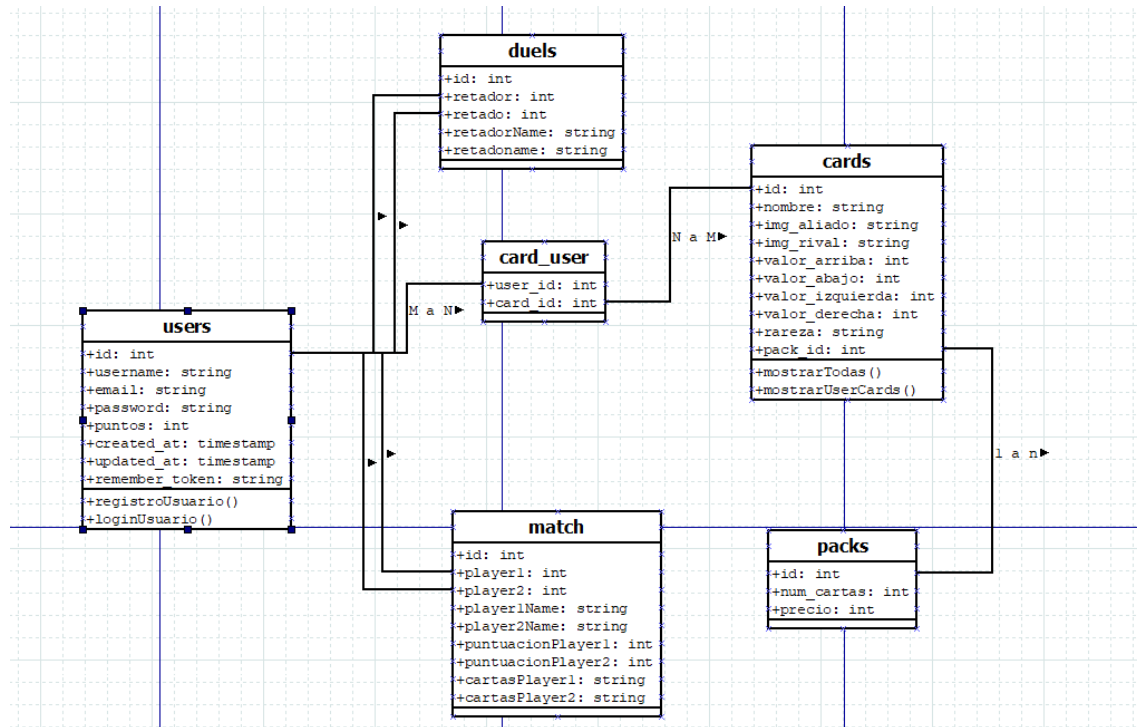 duels
+id: int
+retador: int
+retado: int
+retadorName: string
+retadoname: string
cards
+id: int
+nombre: string
+img_aliado: string
+img_rival: string
+valor_arriba: int
+valor_abajo: int
+valor_izquierda: int
+valor_derecha: int
+rareza: string
+pack_id: int
+mostrarTodas()
+mostrarUserCards()
N a M
card_user
+user_id: int
+card_id: int
M a N
users
+id: int
+username: string
+email: string
+password: string
+puntos: int
+created_at: timestamp
+updated_at: timestamp
+remember_token: string
+registroUsuario()
+loginUsuario()
1 a n
match
+id: int
+player1: int
+player2: int
+player1Name: string
+player2Name: string
+puntuacionPlayer1: int
+puntuacionPlayer2: int
+cartasPlayer1: string
+cartasPlayer2: string
packs
+id: int
+num_cartas: int
+precio: int